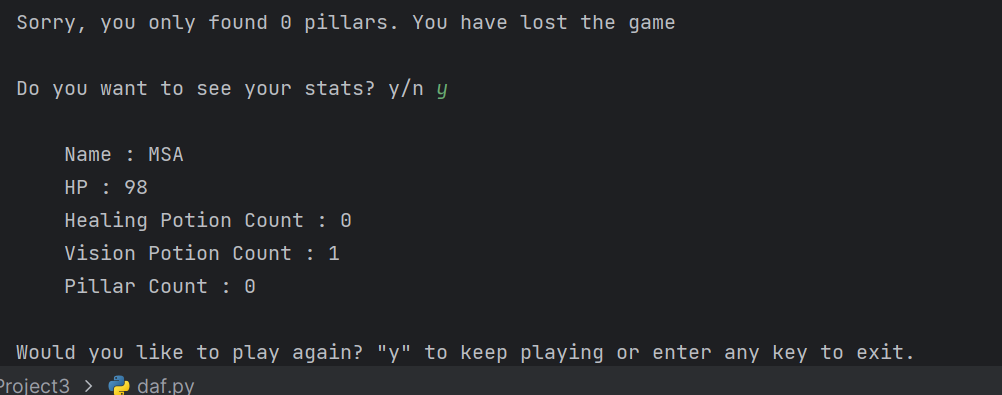 Sorry, you only found 0 pillars. You have lost the game
Do you want to see your stats? y/n y
Name : MSA
HP : 98
Healing Potion Count : 0
Vision Potion Count : 1
Pillar Count : 0
Would you like to play again? "y" to keep playing or enter any key to exit.
Project3 > daf.py